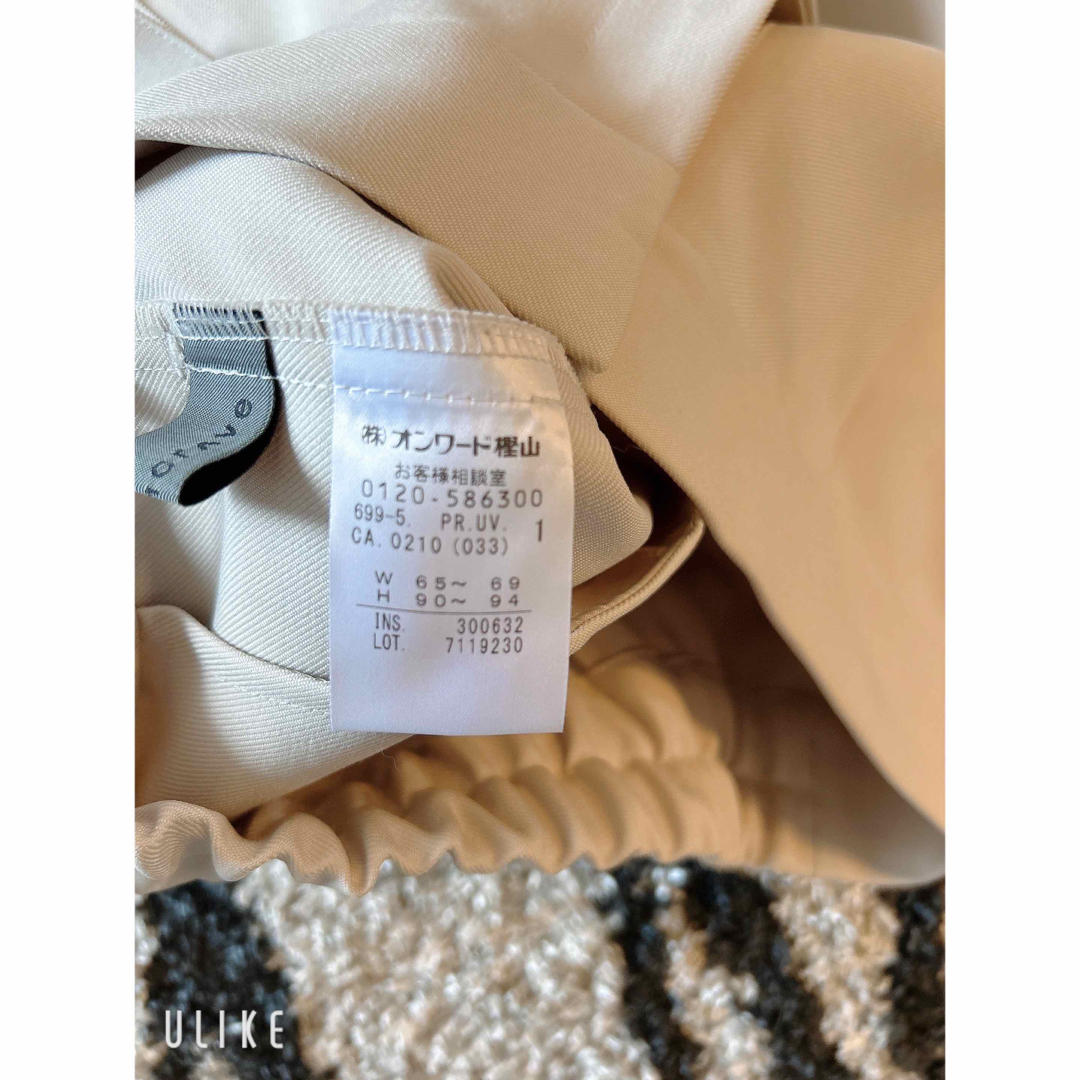 ㈱オンワード樫山
お客様相談室
0120-586300
699-5. PR.UV. 1
CA. 0210 (033)
W 65〜 69
H 90〜 94
INS. 300632
LOT. 7119230
ULIKE